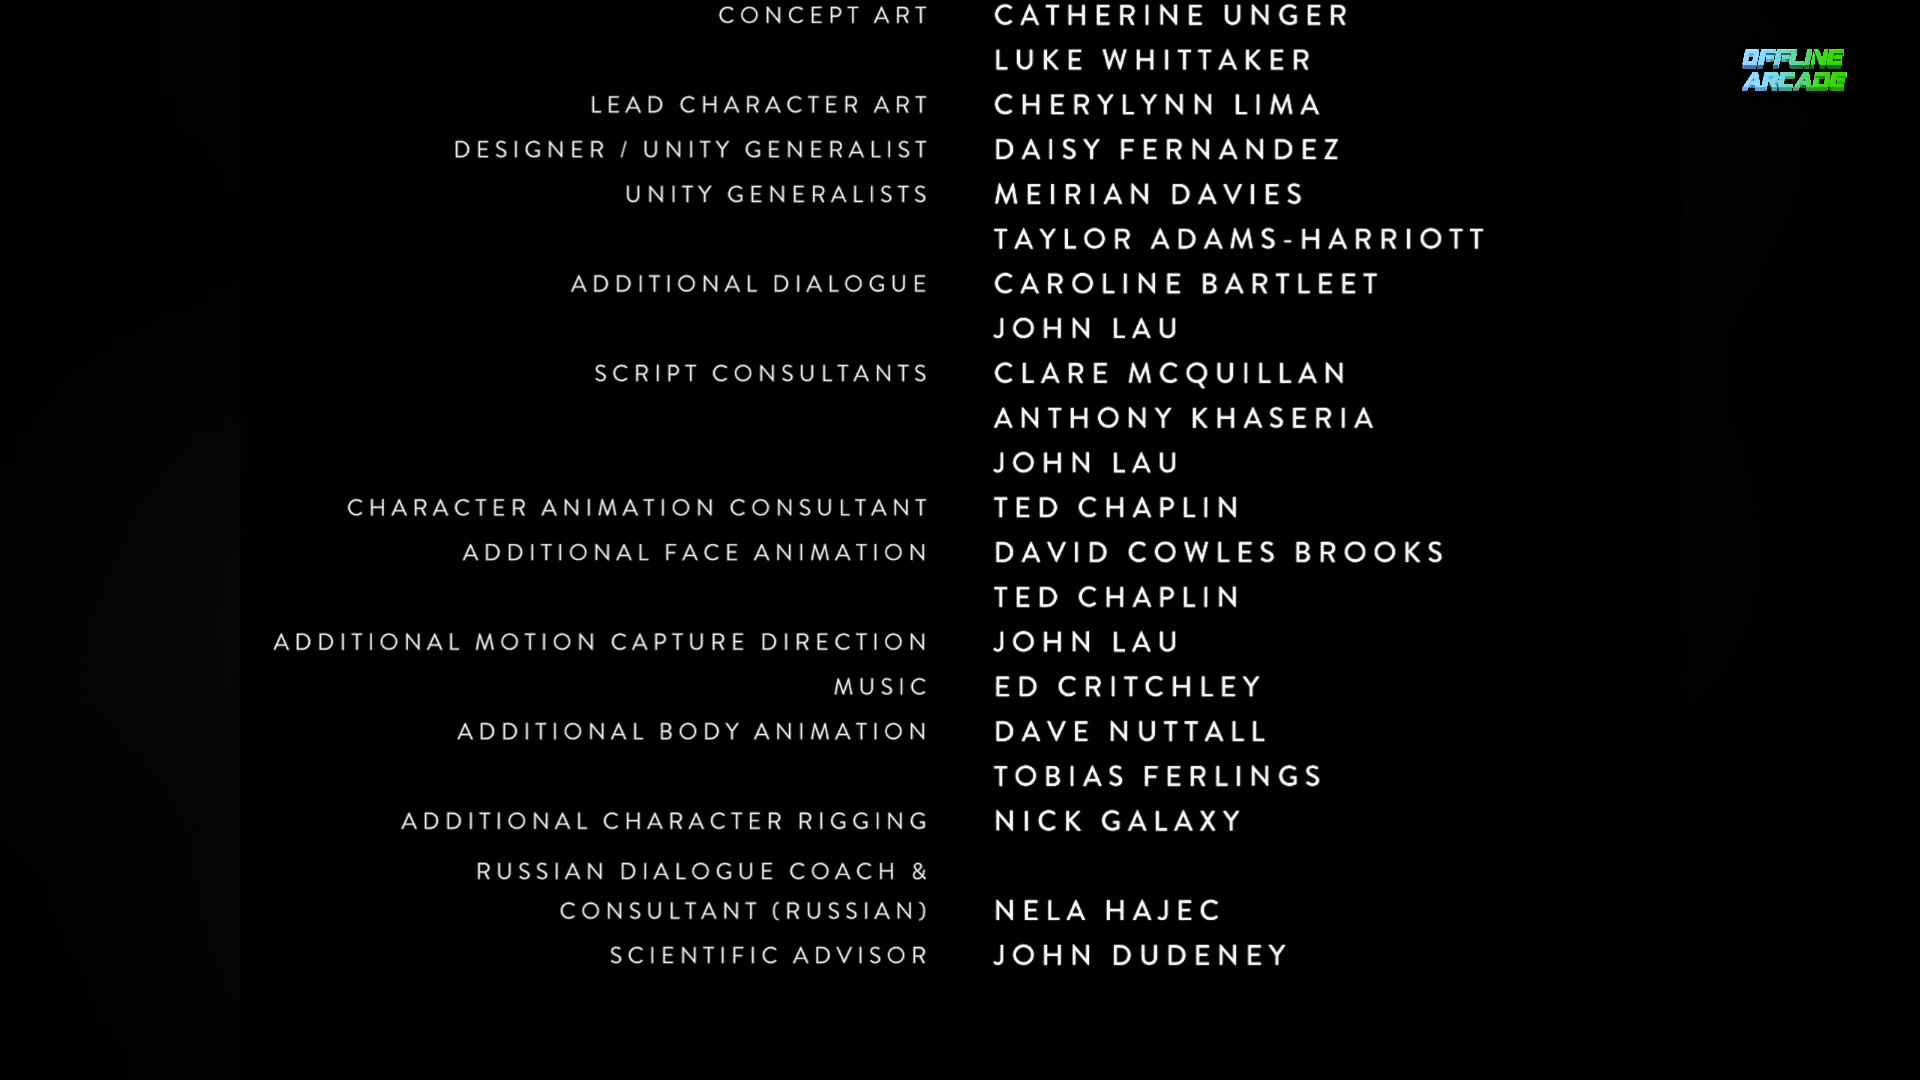 CONCEPT ART CATHERINE UNGER
LUKE WHITTAKER
LEAD CHARACTER ART CHERYLYNN LIMA
DESIGNER / UNITY GENERALIST DAISY FERNANDEZ
UNITY GENERALISTS MEIRIAN DAVIES
TAYLOR ADAMS-HARRIOTT
ADDITIONAL DIALOGUE CAROLINE BARTLEET
JOHN LAU
SCRIPT CONSULTANTS CLARE MCQUILLAN
ANTHONY KHASERIA
JOHN LAU
CHARACTER ANIMATION CONSULTANT TED CHAPLIN
ADDITIONAL FACE ANIMATION DAVID COWLES BROOKS
TED CHAPLIN
ADDITIONAL MOTION CAPTURE DIRECTION JOHN LAU
MUSIC ED CRITCHLEY
ADDITIONAL BODY ANIMATION DAVE NUTTALL
TOBIAS FERLINGS
ADDITIONAL CHARACTER RIGGING NICK GALAXY
RUSSIAN DIALOGUE COACH &
CONSULTANT (RUSSIAN) NELA HAJEC
SCIENTIFIC ADVISOR JOHN DUDENEY
OFFLINE
ARCADE